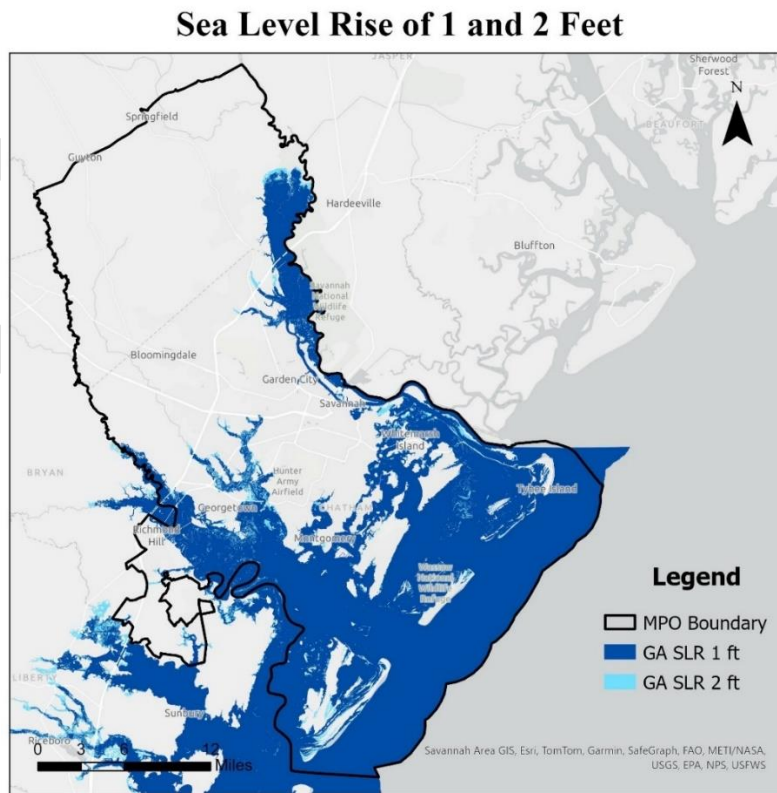 Sea Level Rise of 1 and 2 Feet
JASPER
Sherwood
Forest
N
BEAUFORT
Springfield
Guyton
Hardeeville
Bluffton
Savannah
National
Wildlife
Refuge
Bloomingdale
Garden City
Savannah
Whitemarsh
Island
BRYAN
Hunter
Army
Airfield
Tybee Island
Georgetown
CHATHAM
Richmond
Hill
Montgomery
Wassaw
National
Wildlife
Refuge
Legend
MPO Boundary
GA SLR 1 ft
GA SLR 2 ft
LIBERTY
Sunbury
Riceboro
0 3 6 12
Miles
Savannah Area GIS, Esri, TomTom, Garmin, SafeGraph, FAO, METI/NASA,
USGS, EPA, NPS, USFWS